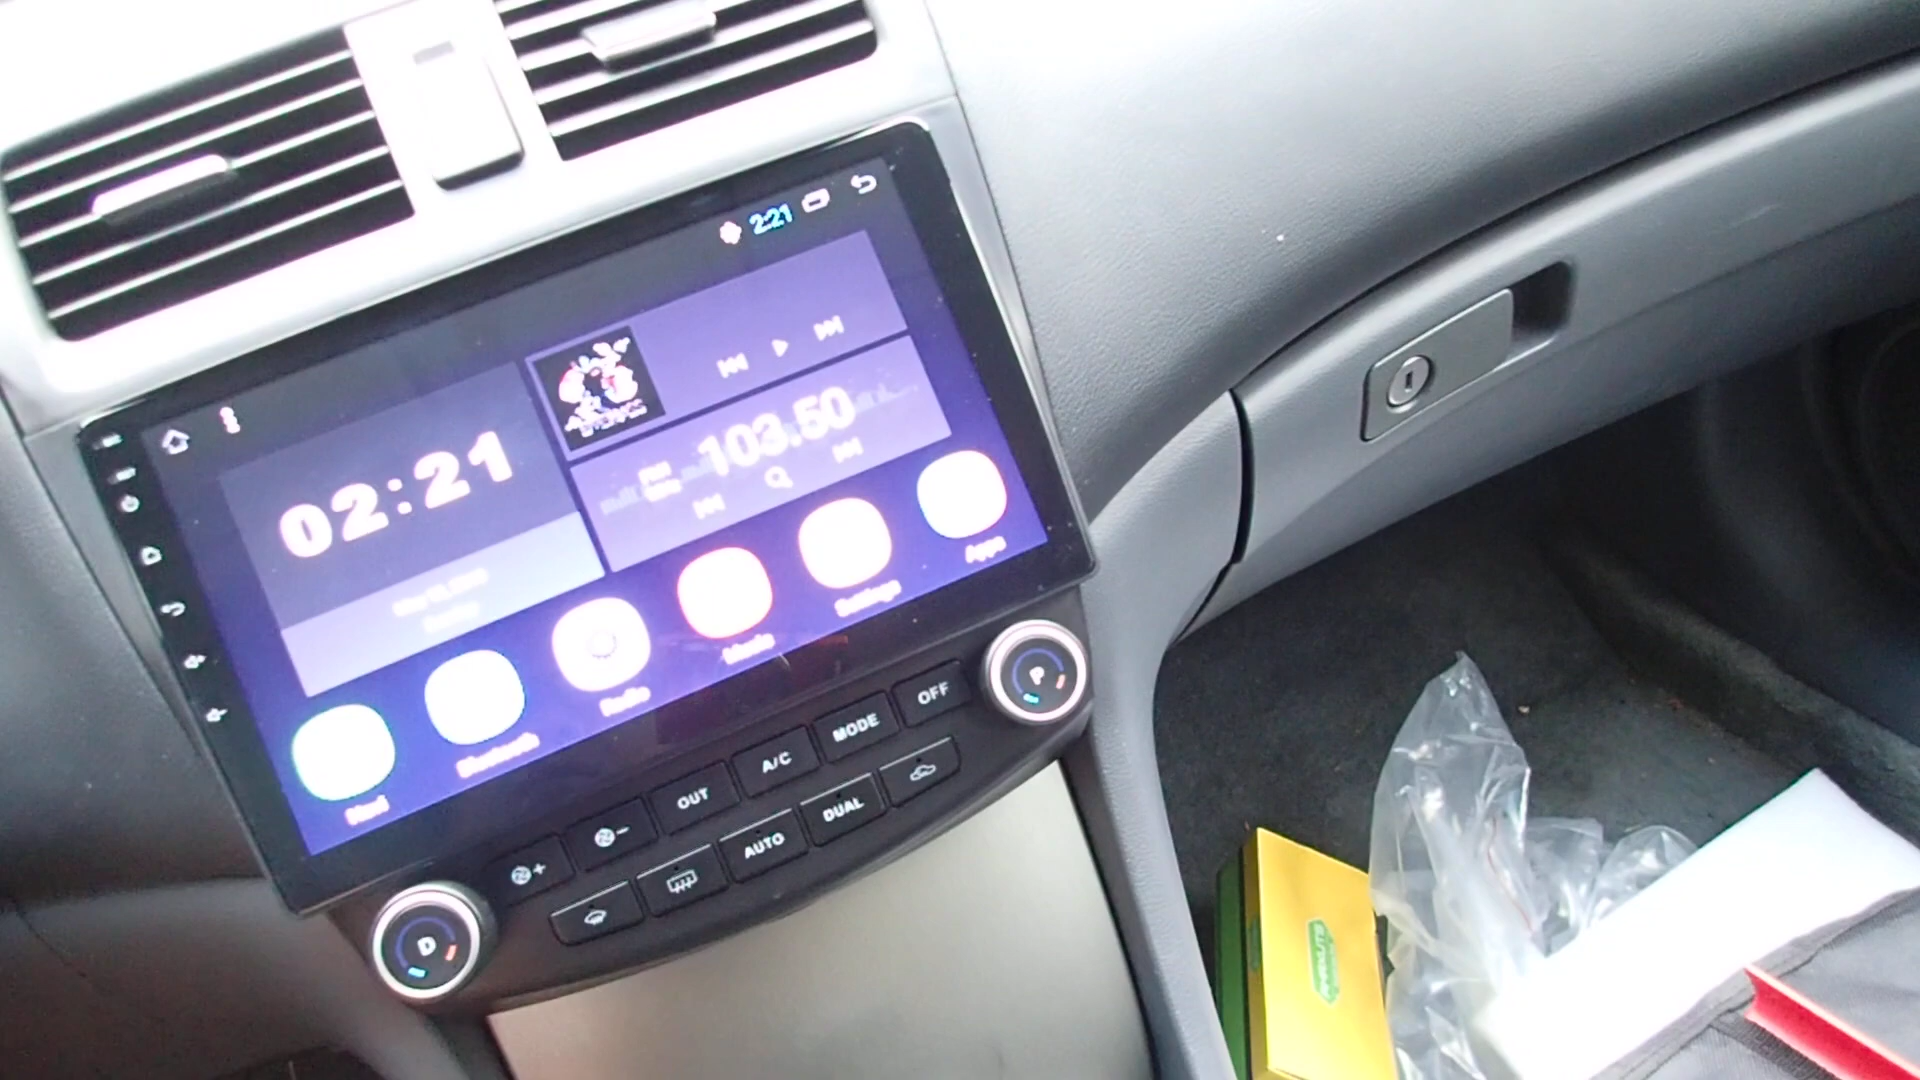 2:21
02:21
103.50
Navi
Bluetooth
Radio
Music
Settings
Apps
OUT
A/C
MODE
OFF
AUTO
DUAL
D
P